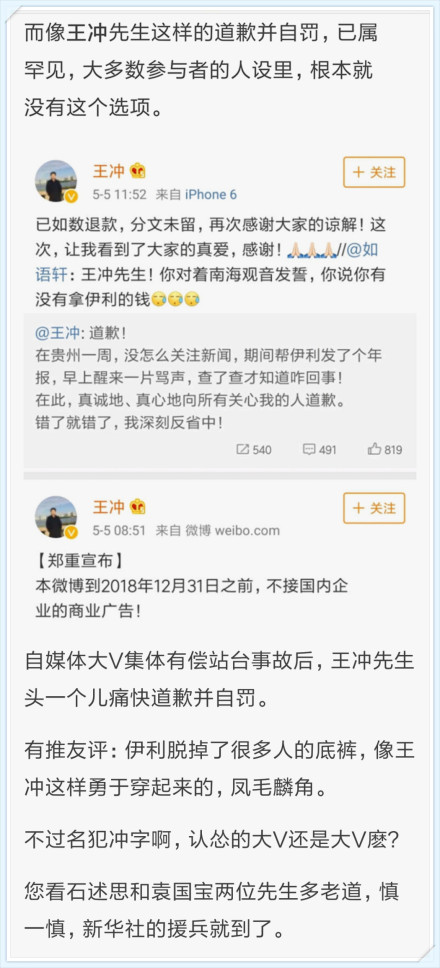 而像王冲先生这样的道歉并自罚，已属
罕见，大多数参与者的人设里，根本就
没有这个选项。
王冲
＋ 关注
5-5 11:52 来自 iPhone 6
已如数退款，分文未留，再次感谢大家的谅解！这
次，让我看到了大家的真爱，感谢！🙏🙏🙏//@如
语轩：王冲先生！你对着南海观音发誓，你说你有
没有拿伊利的钱
@王冲: 道歉！
在贵州一周，没怎么关注新闻，期间帮伊利发了个年
报，早上醒来一片骂声，查了查才知道咋回事！
在此，真诚地、真心地向所有关心我的人道歉。
错了就错了，我深刻反省中！
540 491 819
王冲
＋ 关注
5-5 08:51 来自 微博 weibo.com
【郑重宣布】
本微博到2018年12月31日之前，不接国内企
业的商业广告！
自媒体大V集体有偿站台事故后，王冲先生
头一个儿痛快道歉并自罚。
有推友评：伊利脱掉了很多人的底裤，像王
冲这样勇于穿起来的，凤毛麟角。
不过名犯冲字啊，认怂的大V还是大V麽？
您看石述思和袁国宝两位先生多老道，慎
一慎，新华社的援兵就到了。